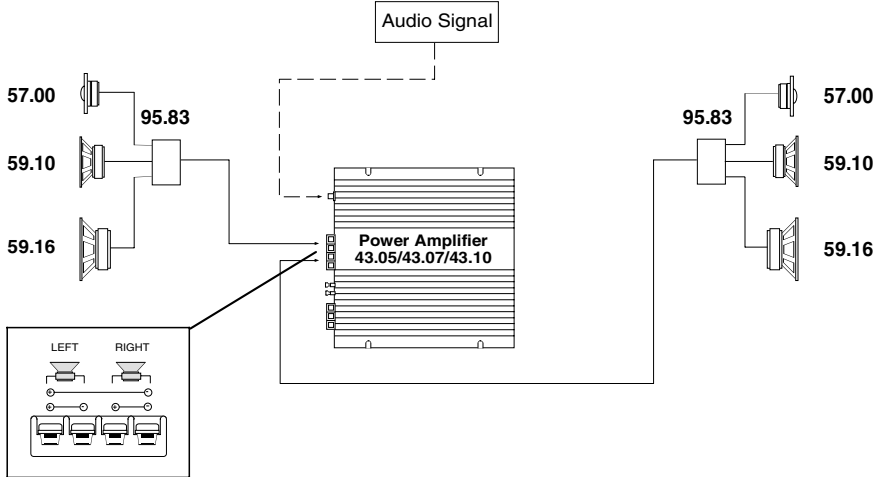 Audio Signal
57.00
95.83
59.10
59.16
95.83
57.00
59.10
59.16
Power Amplifier
43.05/43.07/43.10
LEFT RIGHT
+ -
+ - + -